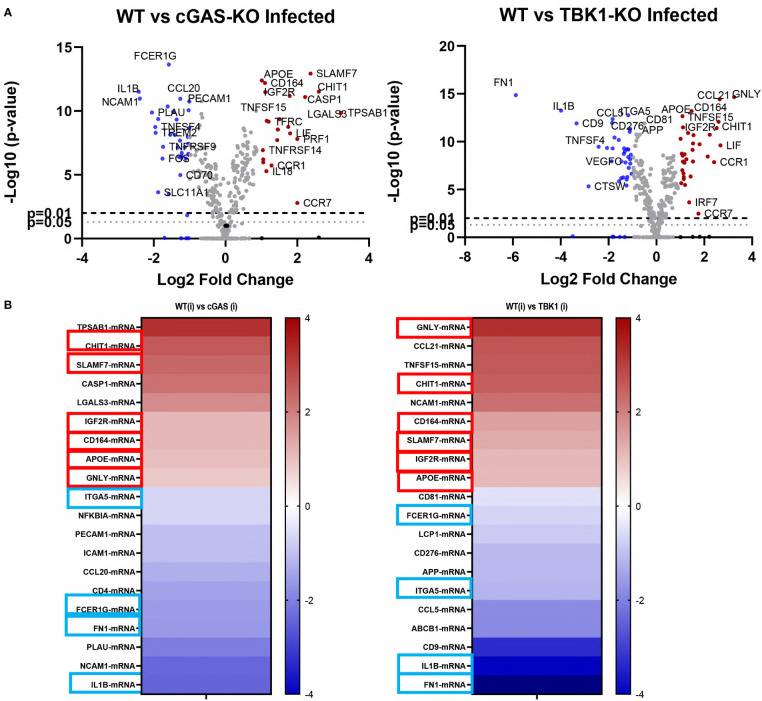 A
WT vs cGAS-KO Infected
WT vs TBK1-KO Infected
-Log10 (p-value)
15
10
5
p=0.01
p=0.05
0
-4
-2
0
2
4
Log2 Fold Change
FCER1G
IL1B
NCAM1
CCL20
PECAM1
PLAU
TNFSF4
TREM2
TNFRSF9
FOS
CD70
SLC11A1
APOE
SLAMF7
CD164
IGF2R
CHIT1
CASP1
TNFSF15
LGALS3
TPSAB1
TFRC
LIF
PRF1
TNFRSF14
CCR1
IL18
CCR7
-Log10 (p-value)
20
15
10
5
p=0.01
p=0.05
0
-8
-6
-4
-2
0
2
4
Log2 Fold Change
FN1
IL1B
CCL5
ITGA5
CD9
CD276
CD81
APP
TNFSF4
VEGFC
CTSW
CCL21
GNLY
APOE
CD164
TNFSF15
IGF2R
CHIT1
LIF
CCR1
IRF7
CCR7
B
WT(i) vs cGAS (i)
TPSAB1-mRNA
CHIT1-mRNA
SLAMF7-mRNA
CASP1-mRNA
LGALS3-mRNA
IGF2R-mRNA
CD164-mRNA
APOE-mRNA
GNLY-mRNA
ITGA5-mRNA
NFKBIA-mRNA
PECAM1-mRNA
ICAM1-mRNA
CCL20-mRNA
CD4-mRNA
FCER1G-mRNA
FN1-mRNA
PLAU-mRNA
NCAM1-mRNA
IL1B-mRNA
4
2
0
-2
-4
WT(i) vs TBK1 (i)
GNLY-mRNA
CCL21-mRNA
TNFSF15-mRNA
CHIT1-mRNA
NCAM1-mRNA
CD164-mRNA
SLAMF7-mRNA
IGF2R-mRNA
APOE-mRNA
CD81-mRNA
FCER1G-mRNA
LCP1-mRNA
CD276-mRNA
APP-mRNA
ITGA5-mRNA
CCL5-mRNA
ABCB1-mRNA
CD9-mRNA
IL1B-mRNA
FN1-mRNA
4
2
0
-2
-4